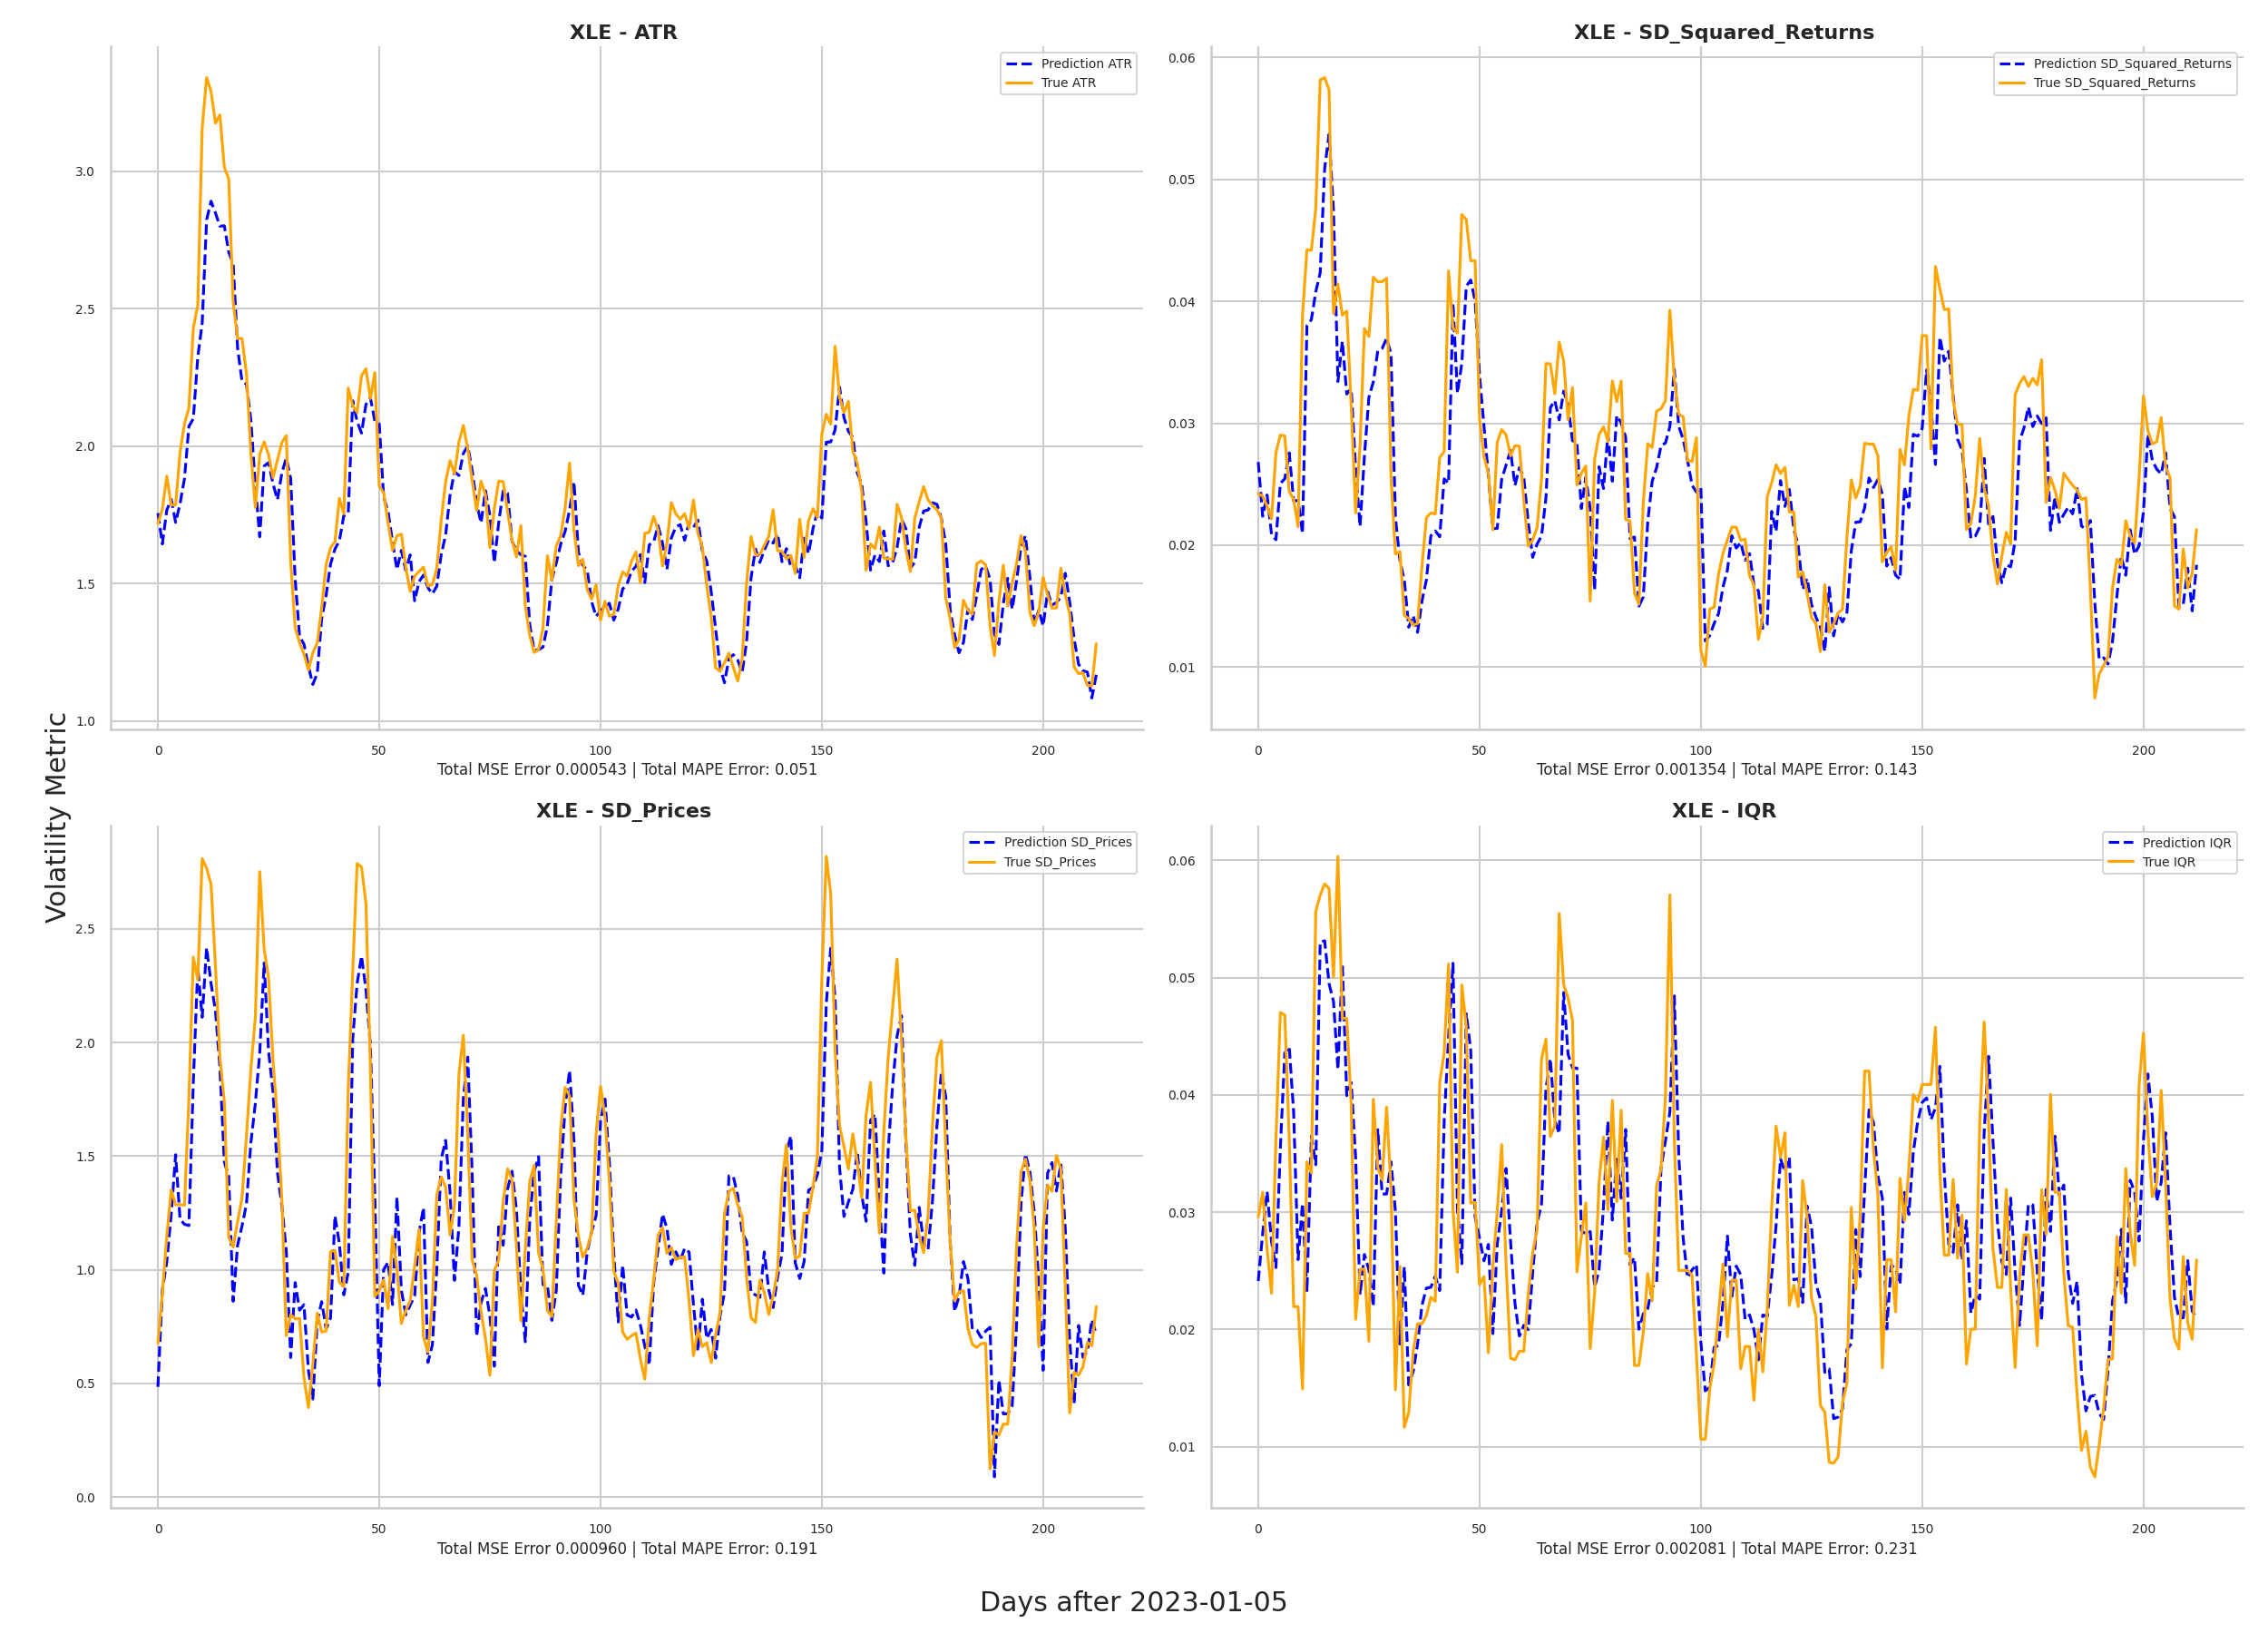 XLE - ATR
Prediction ATR
True ATR
3.0
2.5
2.0
1.5
1.0
0 50 100 150 200
Total MSE Error 0.000543 | Total MAPE Error: 0.051
XLE - SD_Squared_Returns
Prediction SD_Squared_Returns
True SD_Squared_Returns
0.06
0.05
0.04
0.03
0.02
0.01
0 50 100 150 200
Total MSE Error 0.001354 | Total MAPE Error: 0.143
Volatility Metric
XLE - SD_Prices
Prediction SD_Prices
True SD_Prices
2.5
2.0
1.5
1.0
0.5
0.0
0 50 100 150 200
Total MSE Error 0.000960 | Total MAPE Error: 0.191
XLE - IQR
Prediction IQR
True IQR
0.06
0.05
0.04
0.03
0.02
0.01
0 50 100 150 200
Total MSE Error 0.002081 | Total MAPE Error: 0.231
Days after 2023-01-05